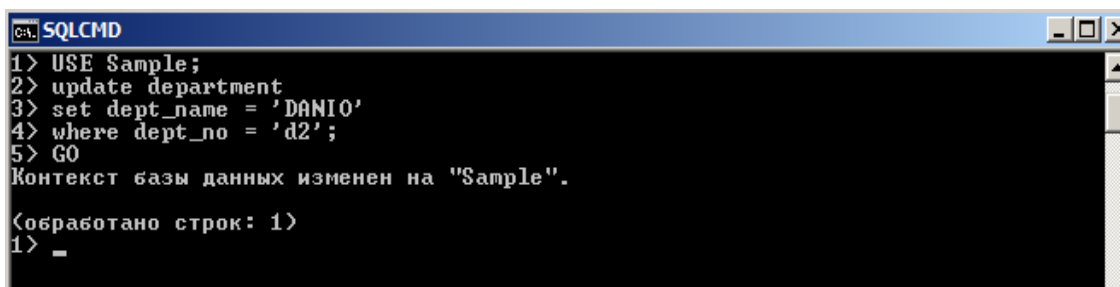 SQLCMD
1> USE Sample;
2> update department
3> set dept_name = 'DANIO'
4> where dept_no = 'd2';
5> GO
Контекст базы данных изменен на "Sample".
(обработано строк: 1)
1> _